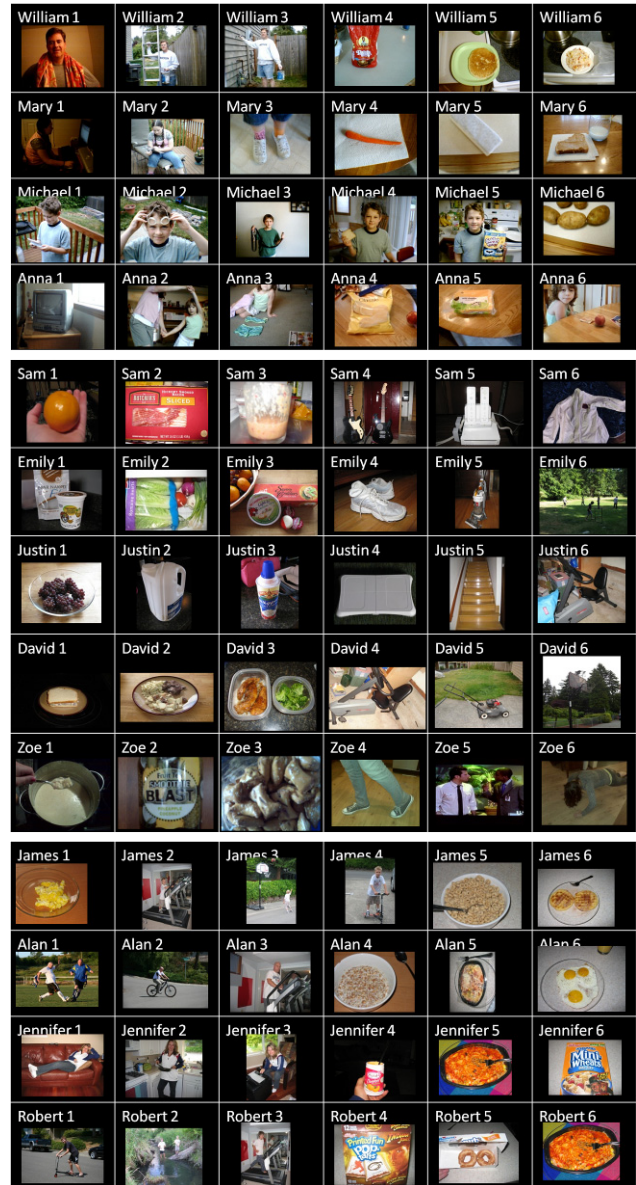 William 1 William 2 William 3 William 4 William 5 William 6
Mary 1 Mary 2 Mary 3 Mary 4 Mary 5 Mary 6
Michael 1 Michael 2 Michael 3 Michael 4 Michael 5 Michael 6
Anna 1 Anna 2 Anna 3 Anna 4 Anna 5 Anna 6
Sam 1 Sam 2 Sam 3 Sam 4 Sam 5 Sam 6
Emily 1 Emily 2 Emily 3 Emily 4 Emily 5 Emily 6
Justin 1 Justin 2 Justin 3 Justin 4 Justin 5 Justin 6
David 1 David 2 David 3 David 4 David 5 David 6
Zoe 1 Zoe 2 Zoe 3 Zoe 4 Zoe 5 Zoe 6
BLAST
James 1 James 2 James 3 James 4 James 5 James 6
Alan 1 Alan 2 Alan 3 Alan 4 Alan 5 Alan 6
Jennifer 1 Jennifer 2 Jennifer 3 Jennifer 4 Jennifer 5 Jennifer 6
Mini
Wheats
Robert 1 Robert 2 Robert 3 Robert 4 Robert 5 Robert 6
Printed Fun
POP